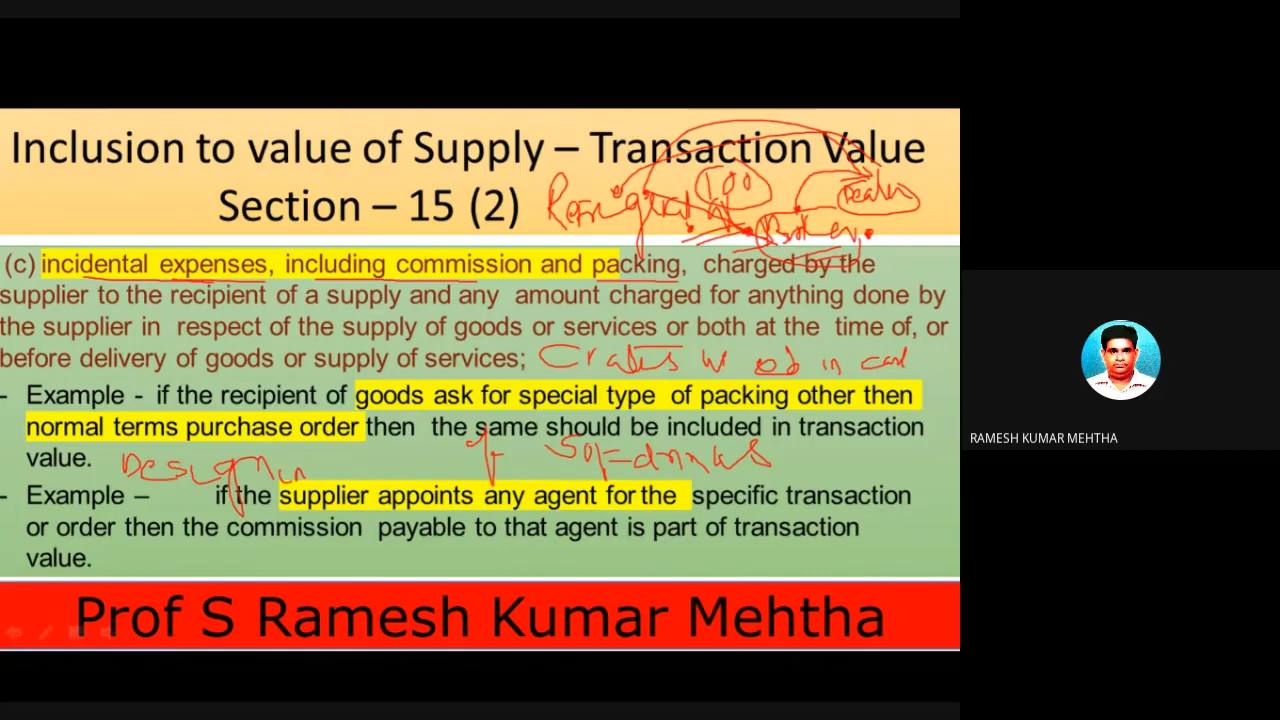 Inclusion to value of Supply – Transaction Value
Section – 15 (2)
100
Dealer
Broker
(c) incidental expenses, including commission and packing, charged by the
supplier to the recipient of a supply and any amount charged for anything done by
the supplier in respect of the supply of goods or services or both at the time of, or
before delivery of goods or supply of services;
Crates in
- Example - if the recipient of goods ask for special type of packing other then
normal terms purchase order then the same should be included in transaction
of
value.
- Example – if the supplier appoints any agent for the specific transaction
or order then the commission payable to that agent is part of transaction
value.
Prof S Ramesh Kumar Mehtha
RAMESH KUMAR MEHTHA